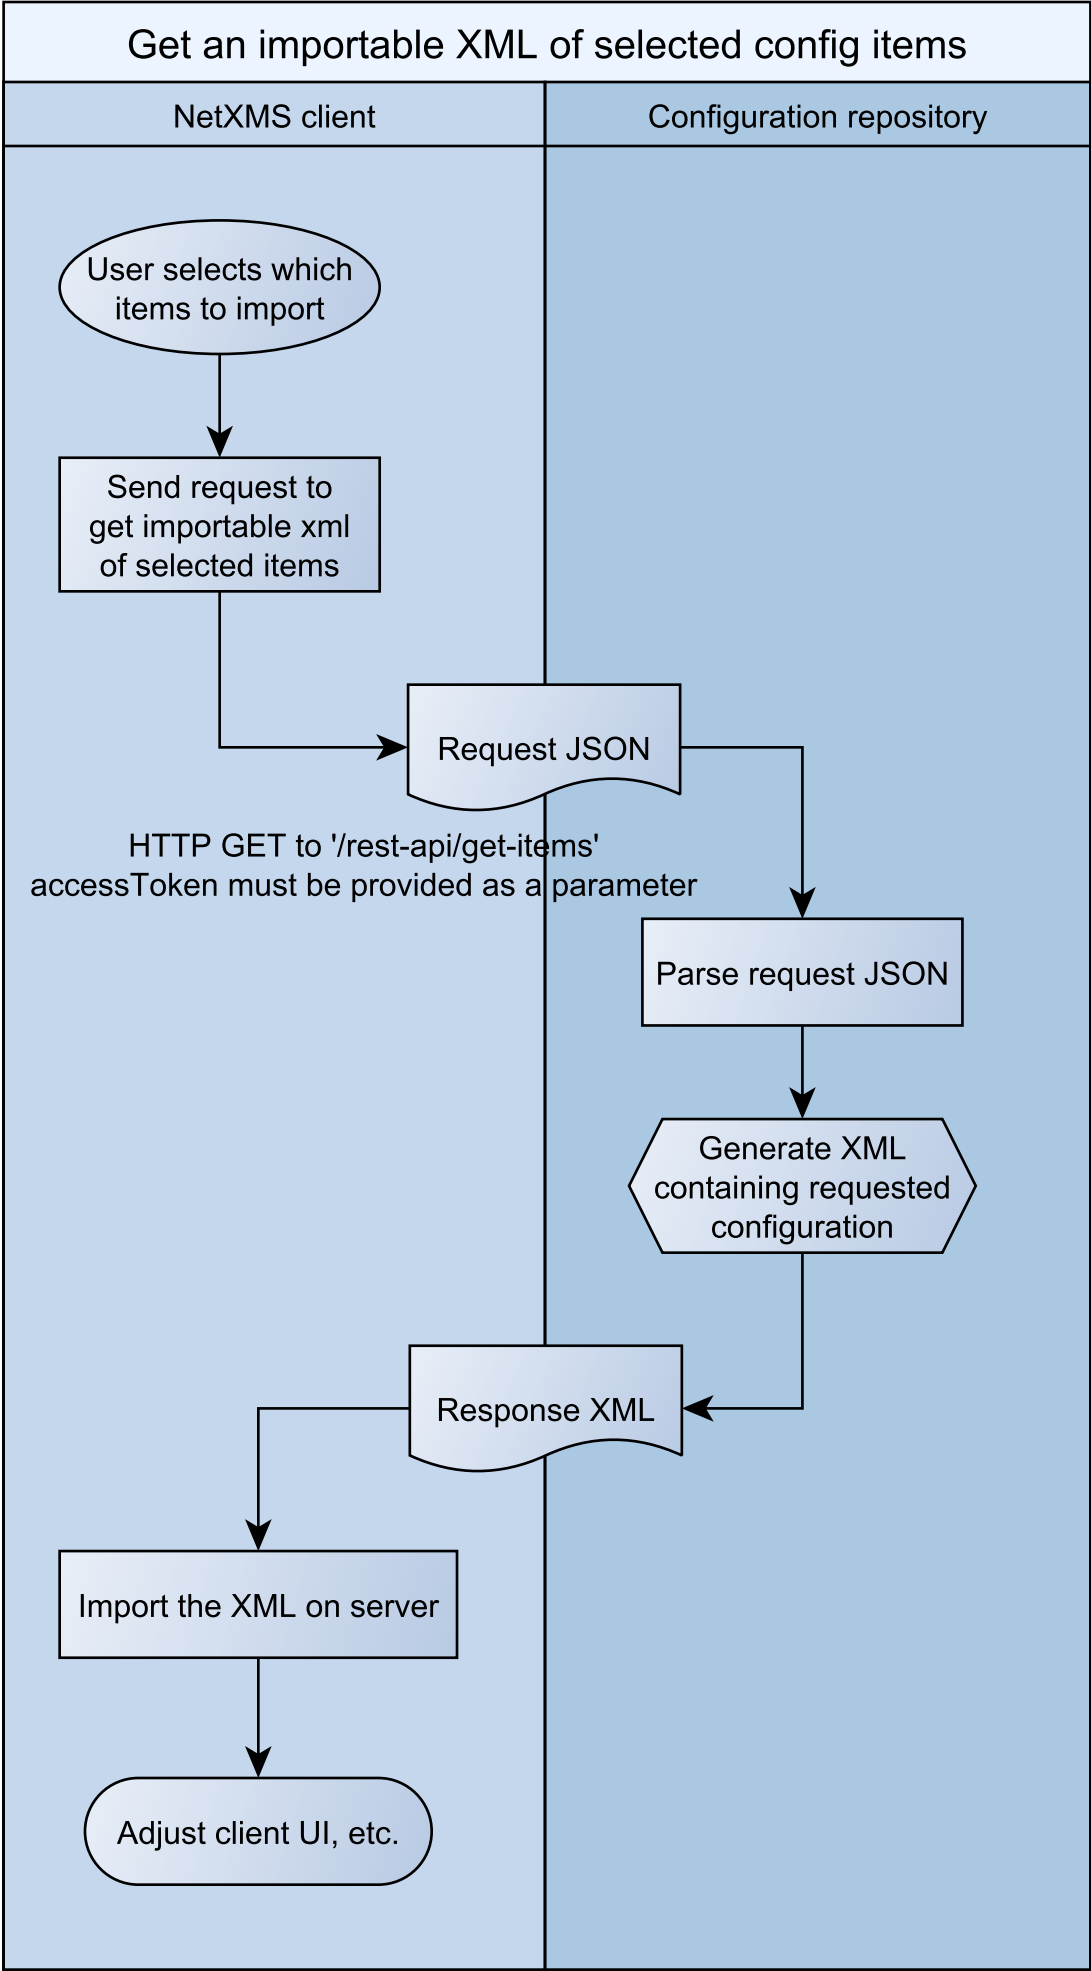 Get an importable XML of selected config items
NetXMS client
Configuration repository
User selects which
items to import
Send request to
get importable xml
of selected items
Request JSON
HTTP GET to '/rest-api/get-items'
accessToken must be provided as a parameter
Parse request JSON
Generate XML
containing requested
configuration
Response XML
Import the XML on server
Adjust client UI, etc.